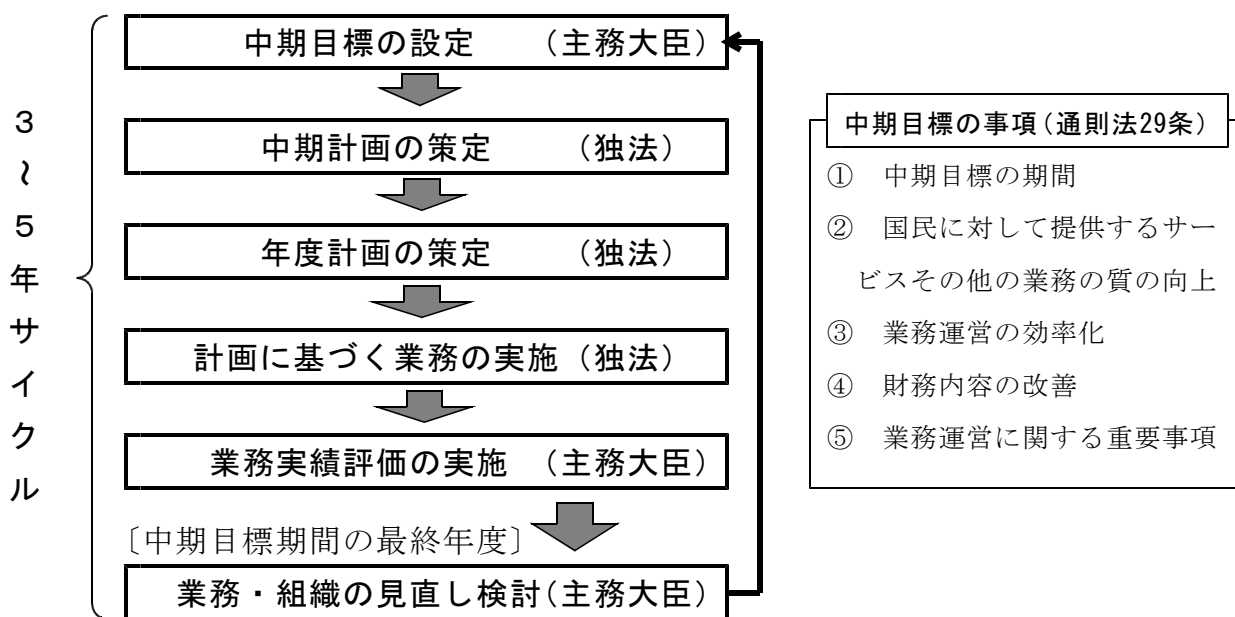 3~5年サイクル
中期目標の設定 (主務大臣)
中期計画の策定 (独法)
年度計画の策定 (独法)
計画に基づく業務の実施 (独法)
業務実績評価の実施 (主務大臣)
〔中期目標期間の最終年度〕
業務・組織の見直し検討(主務大臣)
中期目標の事項(通則法29条)
① 中期目標の期間
② 国民に対して提供するサー
ビスその他の業務の質の向上
③ 業務運営の効率化
④ 財務内容の改善
⑤ 業務運営に関する重要事項